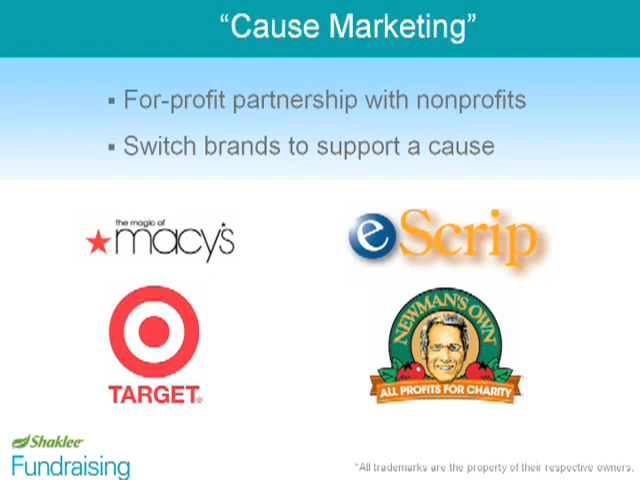 “Cause Marketing”
▪ For-profit partnership with nonprofits
▪ Switch brands to support a cause
the magic of
macy's
eScrip
TARGET®
NEWMAN'S OWN
ALL PROFITS FOR CHARITY
Shaklee
Fundraising
*All trademarks are the property of their respective owners.